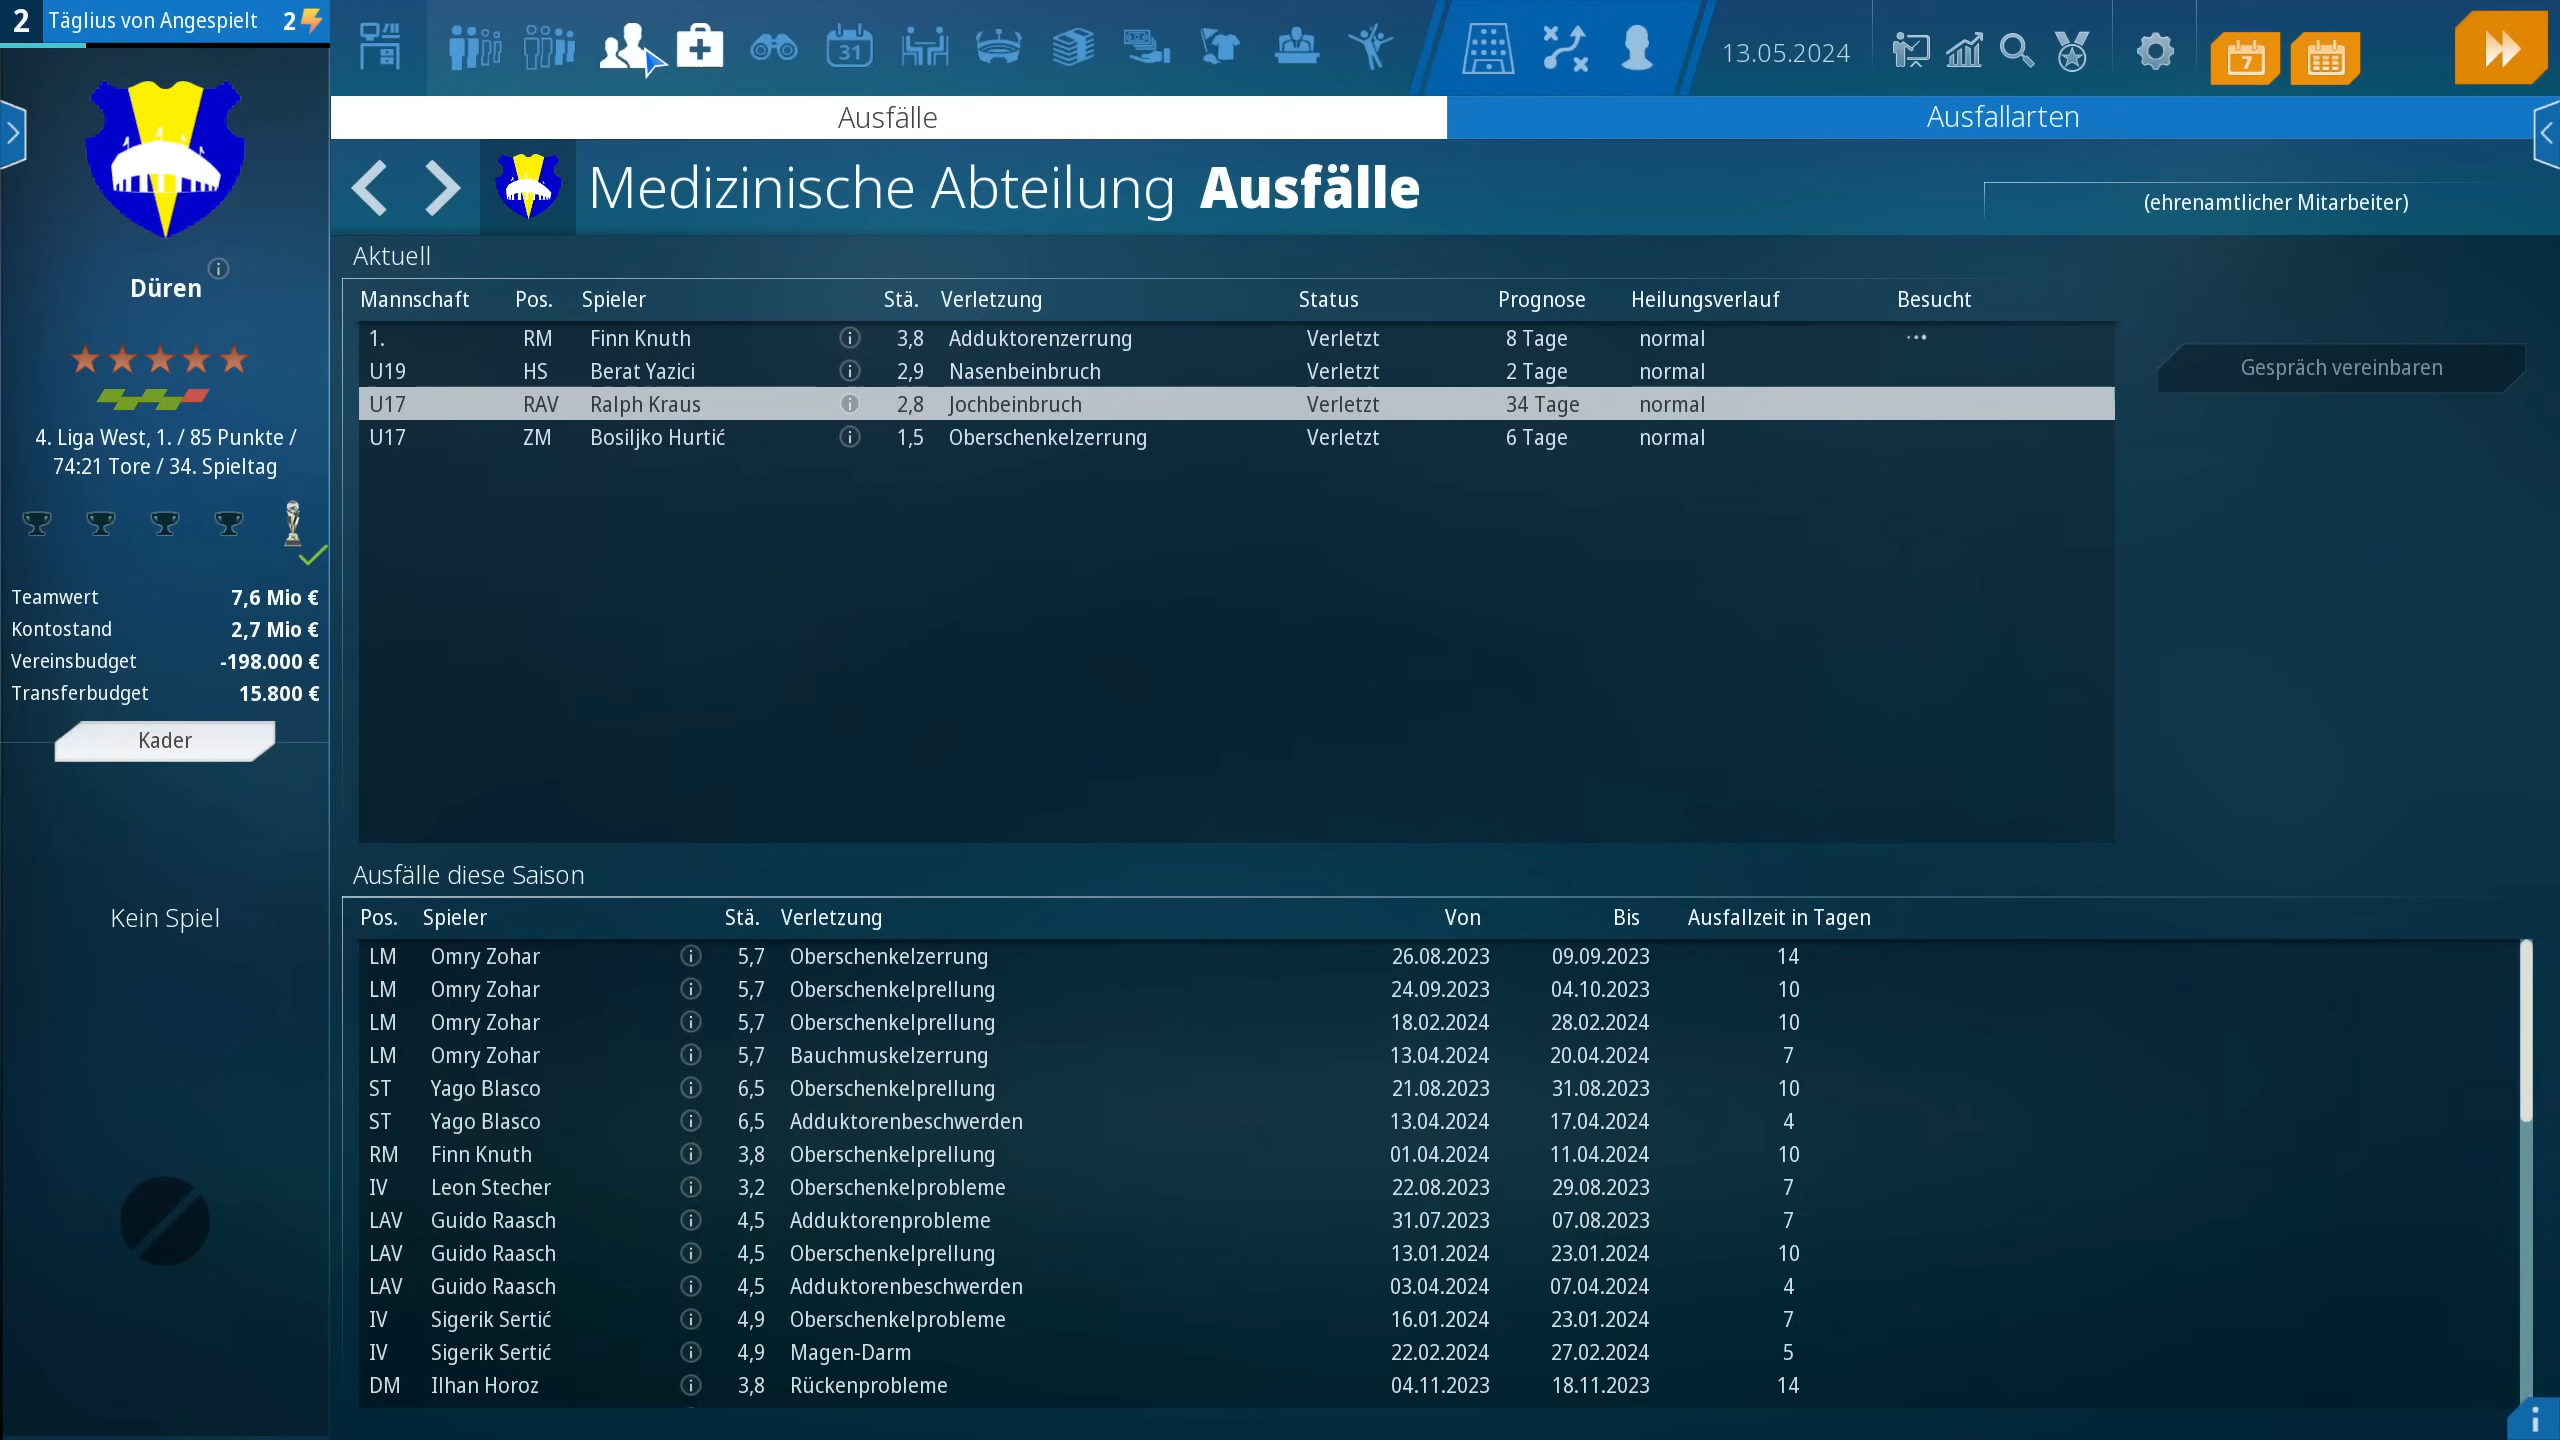 2 Täglius von Angespielt 2
31
13.05.2024
7
Ausfälle Ausfallarten
Medizinische Abteilung Ausfälle
(ehrenamtlicher Mitarbeiter)
Düren
4. Liga West, 1. / 85 Punkte /
74:21 Tore / 34. Spieltag
Teamwert 7,6 Mio €
Kontostand 2,7 Mio €
Vereinsbudget -198.000 €
Transferbudget 15.800 €
Kader
Kein Spiel
Aktuell
Mannschaft Pos. Spieler Stä. Verletzung Status Prognose Heilungsverlauf Besucht
1. RM Finn Knuth 3,8 Adduktorenzerrung Verletzt 8 Tage normal ...
U19 HS Berat Yazici 2,9 Nasenbeinbruch Verletzt 2 Tage normal
U17 RAV Ralph Kraus 2,8 Jochbeinbruch Verletzt 34 Tage normal
U17 ZM Bosiljko Hurtić 1,5 Oberschenkelzerrung Verletzt 6 Tage normal
Gespräch vereinbaren
Ausfälle diese Saison
Pos. Spieler Stä. Verletzung Von Bis Ausfallzeit in Tagen
LM Omry Zohar 5,7 Oberschenkelzerrung 26.08.2023 09.09.2023 14
LM Omry Zohar 5,7 Oberschenkelprellung 24.09.2023 04.10.2023 10
LM Omry Zohar 5,7 Oberschenkelprellung 18.02.2024 28.02.2024 10
LM Omry Zohar 5,7 Bauchmuskelzerrung 13.04.2024 20.04.2024 7
ST Yago Blasco 6,5 Oberschenkelprellung 21.08.2023 31.08.2023 10
ST Yago Blasco 6,5 Adduktorenbeschwerden 13.04.2024 17.04.2024 4
RM Finn Knuth 3,8 Oberschenkelprellung 01.04.2024 11.04.2024 10
IV Leon Stecher 3,2 Oberschenkelprobleme 22.08.2023 29.08.2023 7
LAV Guido Raasch 4,5 Adduktorenprobleme 31.07.2023 07.08.2023 7
LAV Guido Raasch 4,5 Oberschenkelprellung 13.01.2024 23.01.2024 10
LAV Guido Raasch 4,5 Adduktorenbeschwerden 03.04.2024 07.04.2024 4
IV Sigerik Sertić 4,9 Oberschenkelprobleme 16.01.2024 23.01.2024 7
IV Sigerik Sertić 4,9 Magen-Darm 22.02.2024 27.02.2024 5
DM Ilhan Horoz 3,8 Rückenprobleme 04.11.2023 18.11.2023 14